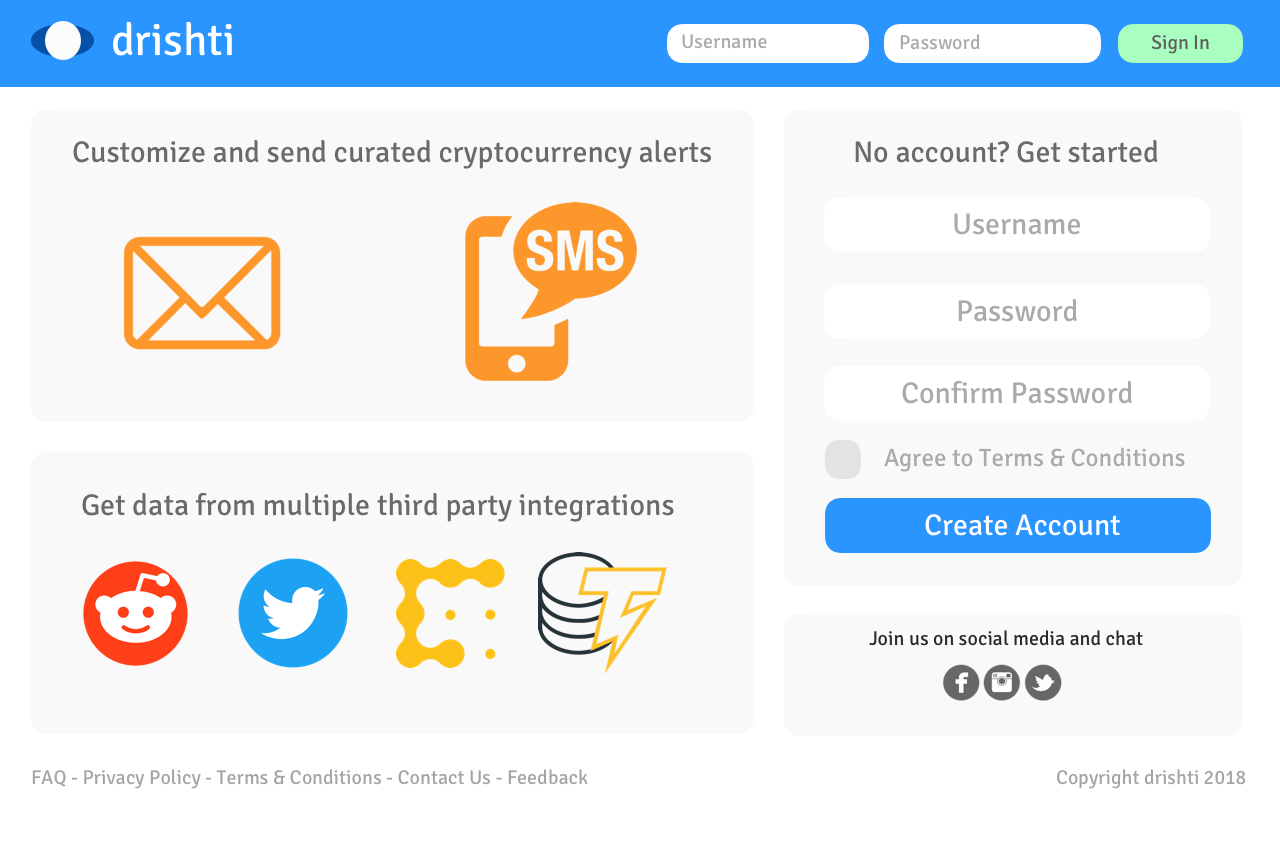 drishti
Username
Password
Sign In
Customize and send curated cryptocurrency alerts
SMS
No account? Get started
Username
Password
Confirm Password
Agree to Terms & Conditions
Create Account
Get data from multiple third party integrations
Join us on social media and chat
FAQ - Privacy Policy - Terms & Conditions - Contact Us - Feedback
Copyright drishti 2018